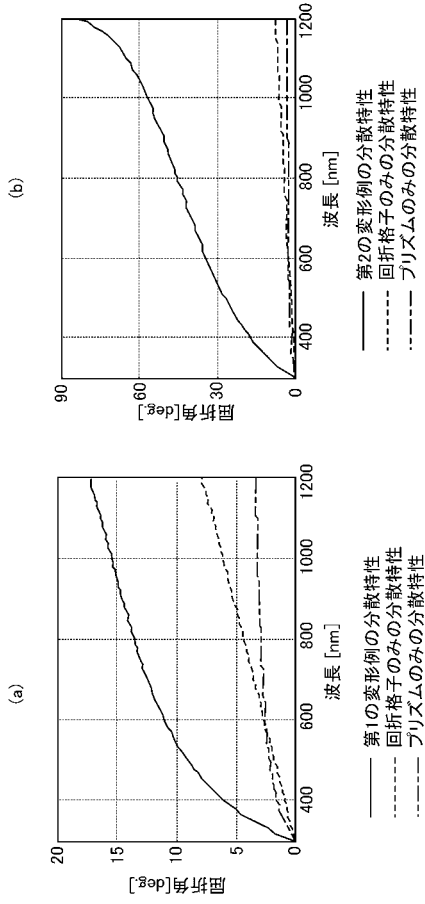 (a)
屈折角[deg.]
20
15
10
5
0
400
600
800
1000
1200
波長 [nm]
第1の変形例の分散特性
回折格子のみの分散特性
プリズムのみの分散特性
(b)
屈折角[deg.]
90
60
30
0
400
600
800
1000
1200
波長 [nm]
第2の変形例の分散特性
回折格子のみの分散特性
プリズムのみの分散特性